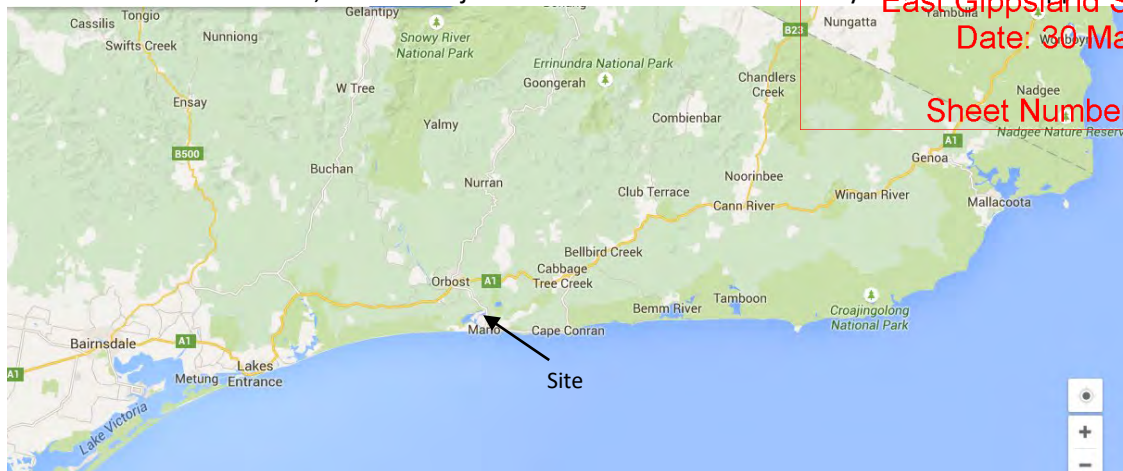 East Gippsland S
Date: 30 Ma
Sheet Numbe
Tongio
Cassilis
Swifts Creek
Nunniong
Gelantipy
Snowy River
National Park
Errinundra National Park
Goongerah
W Tree
Ensay
Yalmy
B500
Buchan
Nurran
Combienbar
Chandlers
Creek
B23
Nungatta
Yambulla
Nadgee
Nadgee Nature Reserv
A1
Genoa
Noorinbee
Club Terrace
Cann River
Wingan River
Mallacoota
Bellbird Creek
Cabbage
Tree Creek
Orbost
A1
Bemm River
Tamboon
Croajingolong
National Park
Marlo
Cape Conran
Site
Bairnsdale
A1
Lakes
Entrance
Metung
A1
Lake Victoria